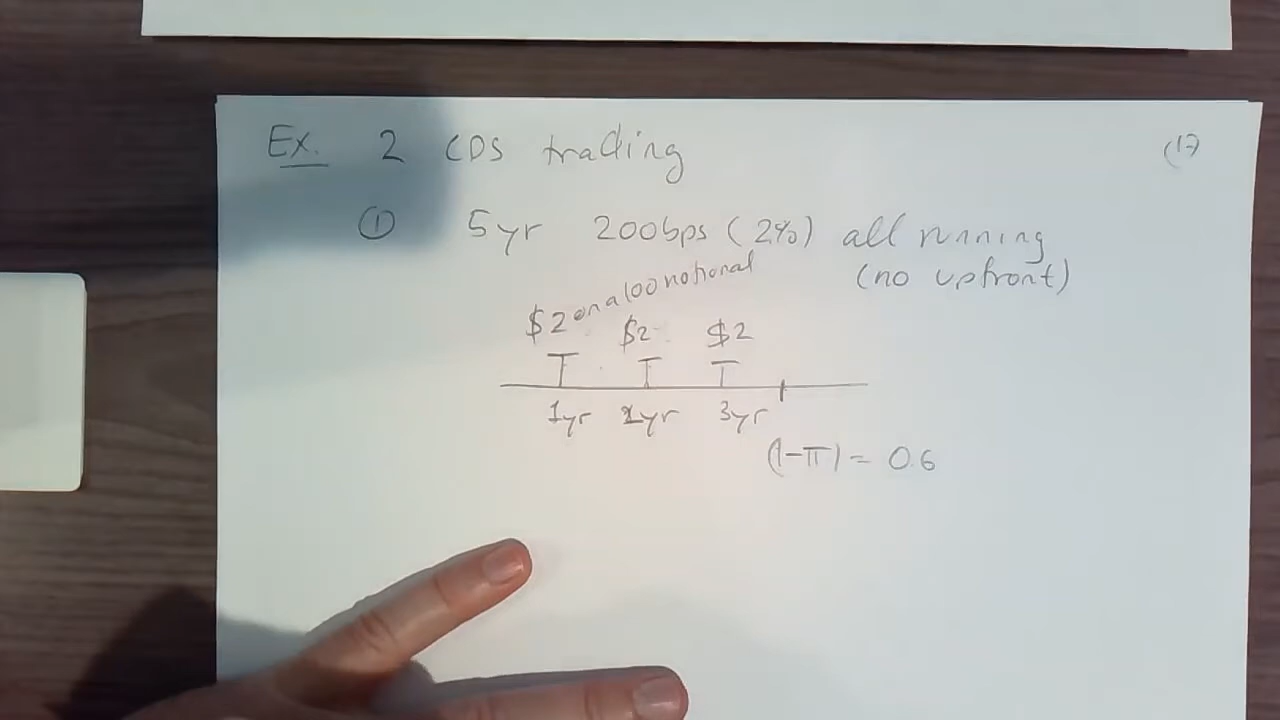 Ex. 2 CDS trading
(17)
① 5yr 200bps (2%) all running
(no upfront)
$2 on a 100 notional $2 $2
1yr 2yr 3yr
(1-π) = 0.6